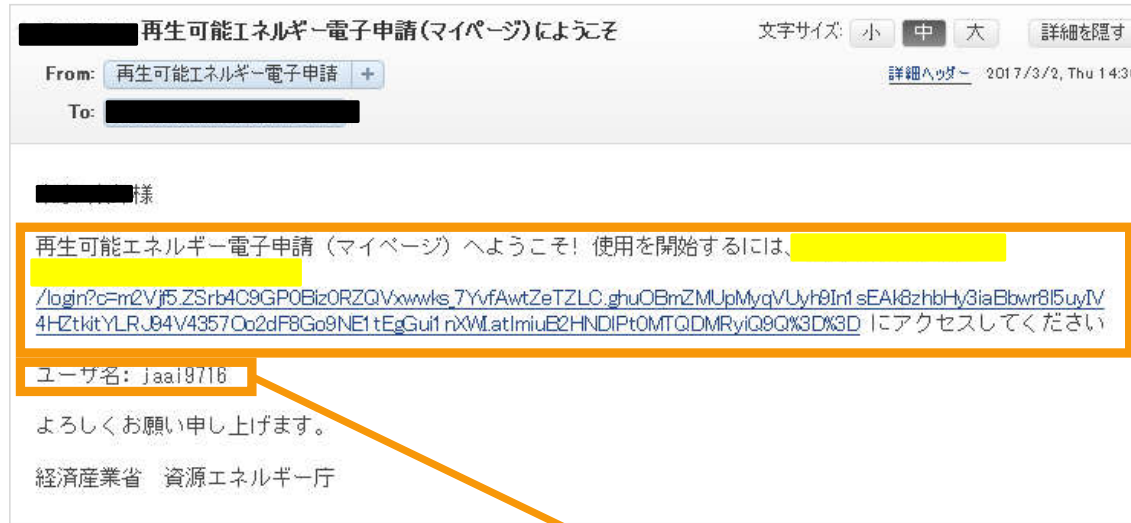 再生可能エネルギー電子申請(マイページ)にようこそ
文字サイズ: 小 中 大 詳細を隠す
From: 再生可能エネルギー電子申請 +
詳細ヘッダー 2017/3/2, Thu 14:3
To:
様
再生可能エネルギー電子申請（マイページ）へようこそ! 使用を開始するには、
/login?c=m2Vjf5.ZSrb4C9GP0Biz0RZQVxwwks_7YvfAwtZeTZLC.ghuOBmZMUpMyqVUyh9In1sEAk8zhbHy3iaBbwr8I5uyIV
4HZtkitYLRJ94V4357Oo2dF8Go9NE1tEgGui1nXWI.atImiuB2HNDIPt0MTQDMRyiQ9Q%3D%3D にアクセスしてください
ユーザ名: jaai9716
よろしくお願い申し上げます。
経済産業省　資源エネルギー庁